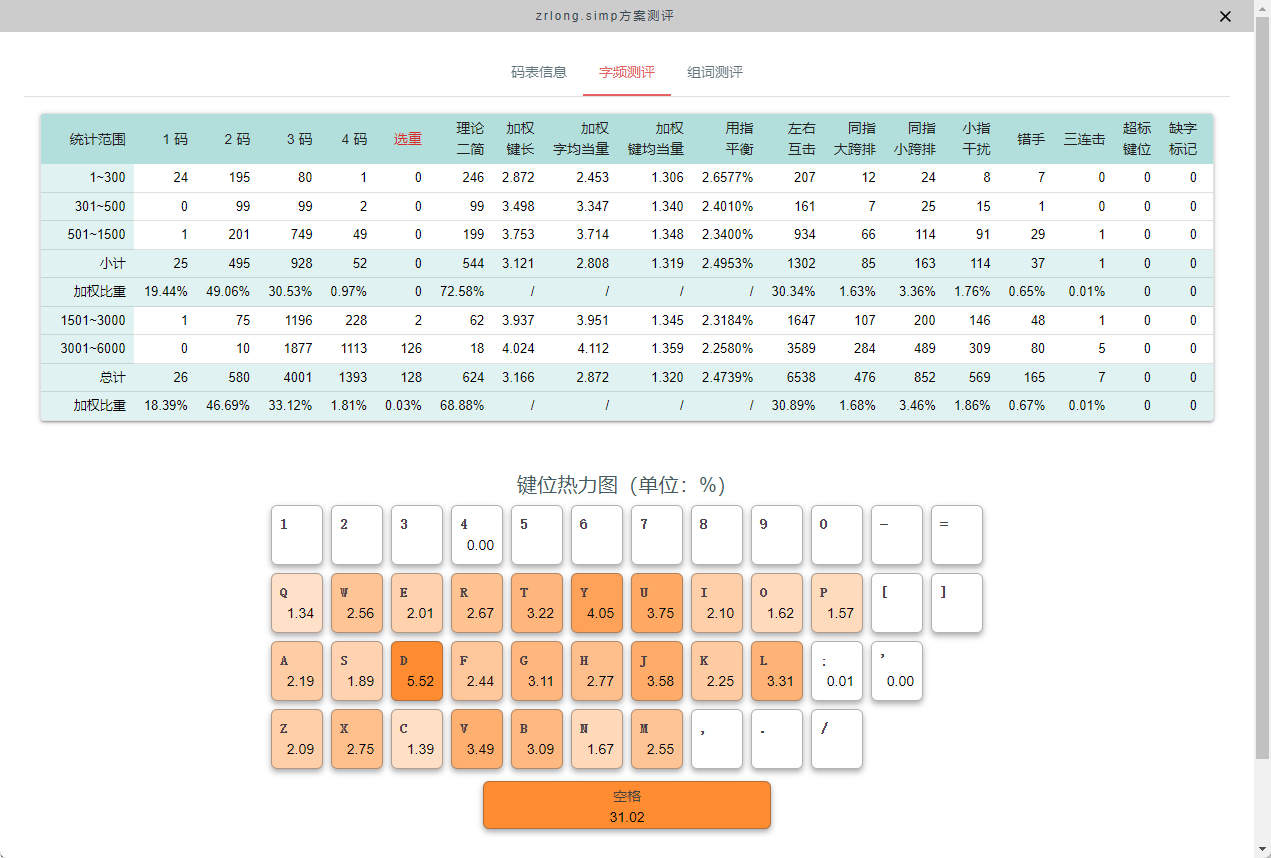 zrlong.simp方案测评
码表信息 字频测评 组词测评
统计范围 1 码 2 码 3 码 4 码 选重 理论二简 加权键长 加权字均当量 加权键均当量 用指平衡 左右互击 同指大跨排 同指小跨排 小指干扰 错手 三连击 超标键位 缺字标记
1~300 24 195 80 1 0 246 2.872 2.453 1.306 2.6577% 207 12 24 8 7 0 0 0
301~500 0 99 99 2 0 99 3.498 3.347 1.340 2.4010% 161 7 25 15 1 0 0 0
501~1500 1 201 749 49 0 199 3.753 3.714 1.348 2.3400% 934 66 114 91 29 1 0 0
小计 25 495 928 52 0 544 3.121 2.808 1.319 2.4953% 1302 85 163 114 37 1 0 0
加权比重 19.44% 49.06% 30.53% 0.97% 0 72.58% / / / / 30.34% 1.63% 3.36% 1.76% 0.65% 0.01% 0 0
1501~3000 1 75 1196 228 2 62 3.937 3.951 1.345 2.3184% 1647 107 200 146 48 1 0 0
3001~6000 0 10 1877 1113 126 18 4.024 4.112 1.359 2.2580% 3589 284 489 309 80 5 0 0
总计 26 580 4001 1393 128 624 3.166 2.872 1.320 2.4739% 6538 476 852 569 165 7 0 0
加权比重 18.39% 46.69% 33.12% 1.81% 0.03% 68.88% / / / / 30.89% 1.68% 3.46% 1.86% 0.67% 0.01% 0 0
键位热力图（单位：%）
1 2 3 4 5 6 7 8 9 0 - =
0.00
Q W E R T Y U I O P [ ]
1.34 2.56 2.01 2.67 3.22 4.05 3.75 2.10 1.62 1.57
A S D F G H J K L : '
2.19 1.89 5.52 2.44 3.11 2.77 3.58 2.25 3.31 0.01 0.00
Z X C V B N M , . /
2.09 2.75 1.39 3.49 3.09 1.67 2.55
空格
31.02